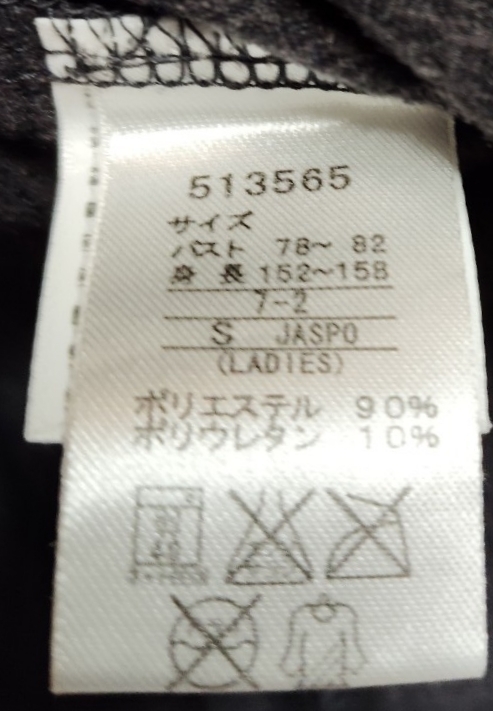 513565
サイズ
バスト 78～ 82
身 長 152～158
7-2
S JASPO
(LADIES)
ポリエステル 90%
ポリウレタン 10%
40